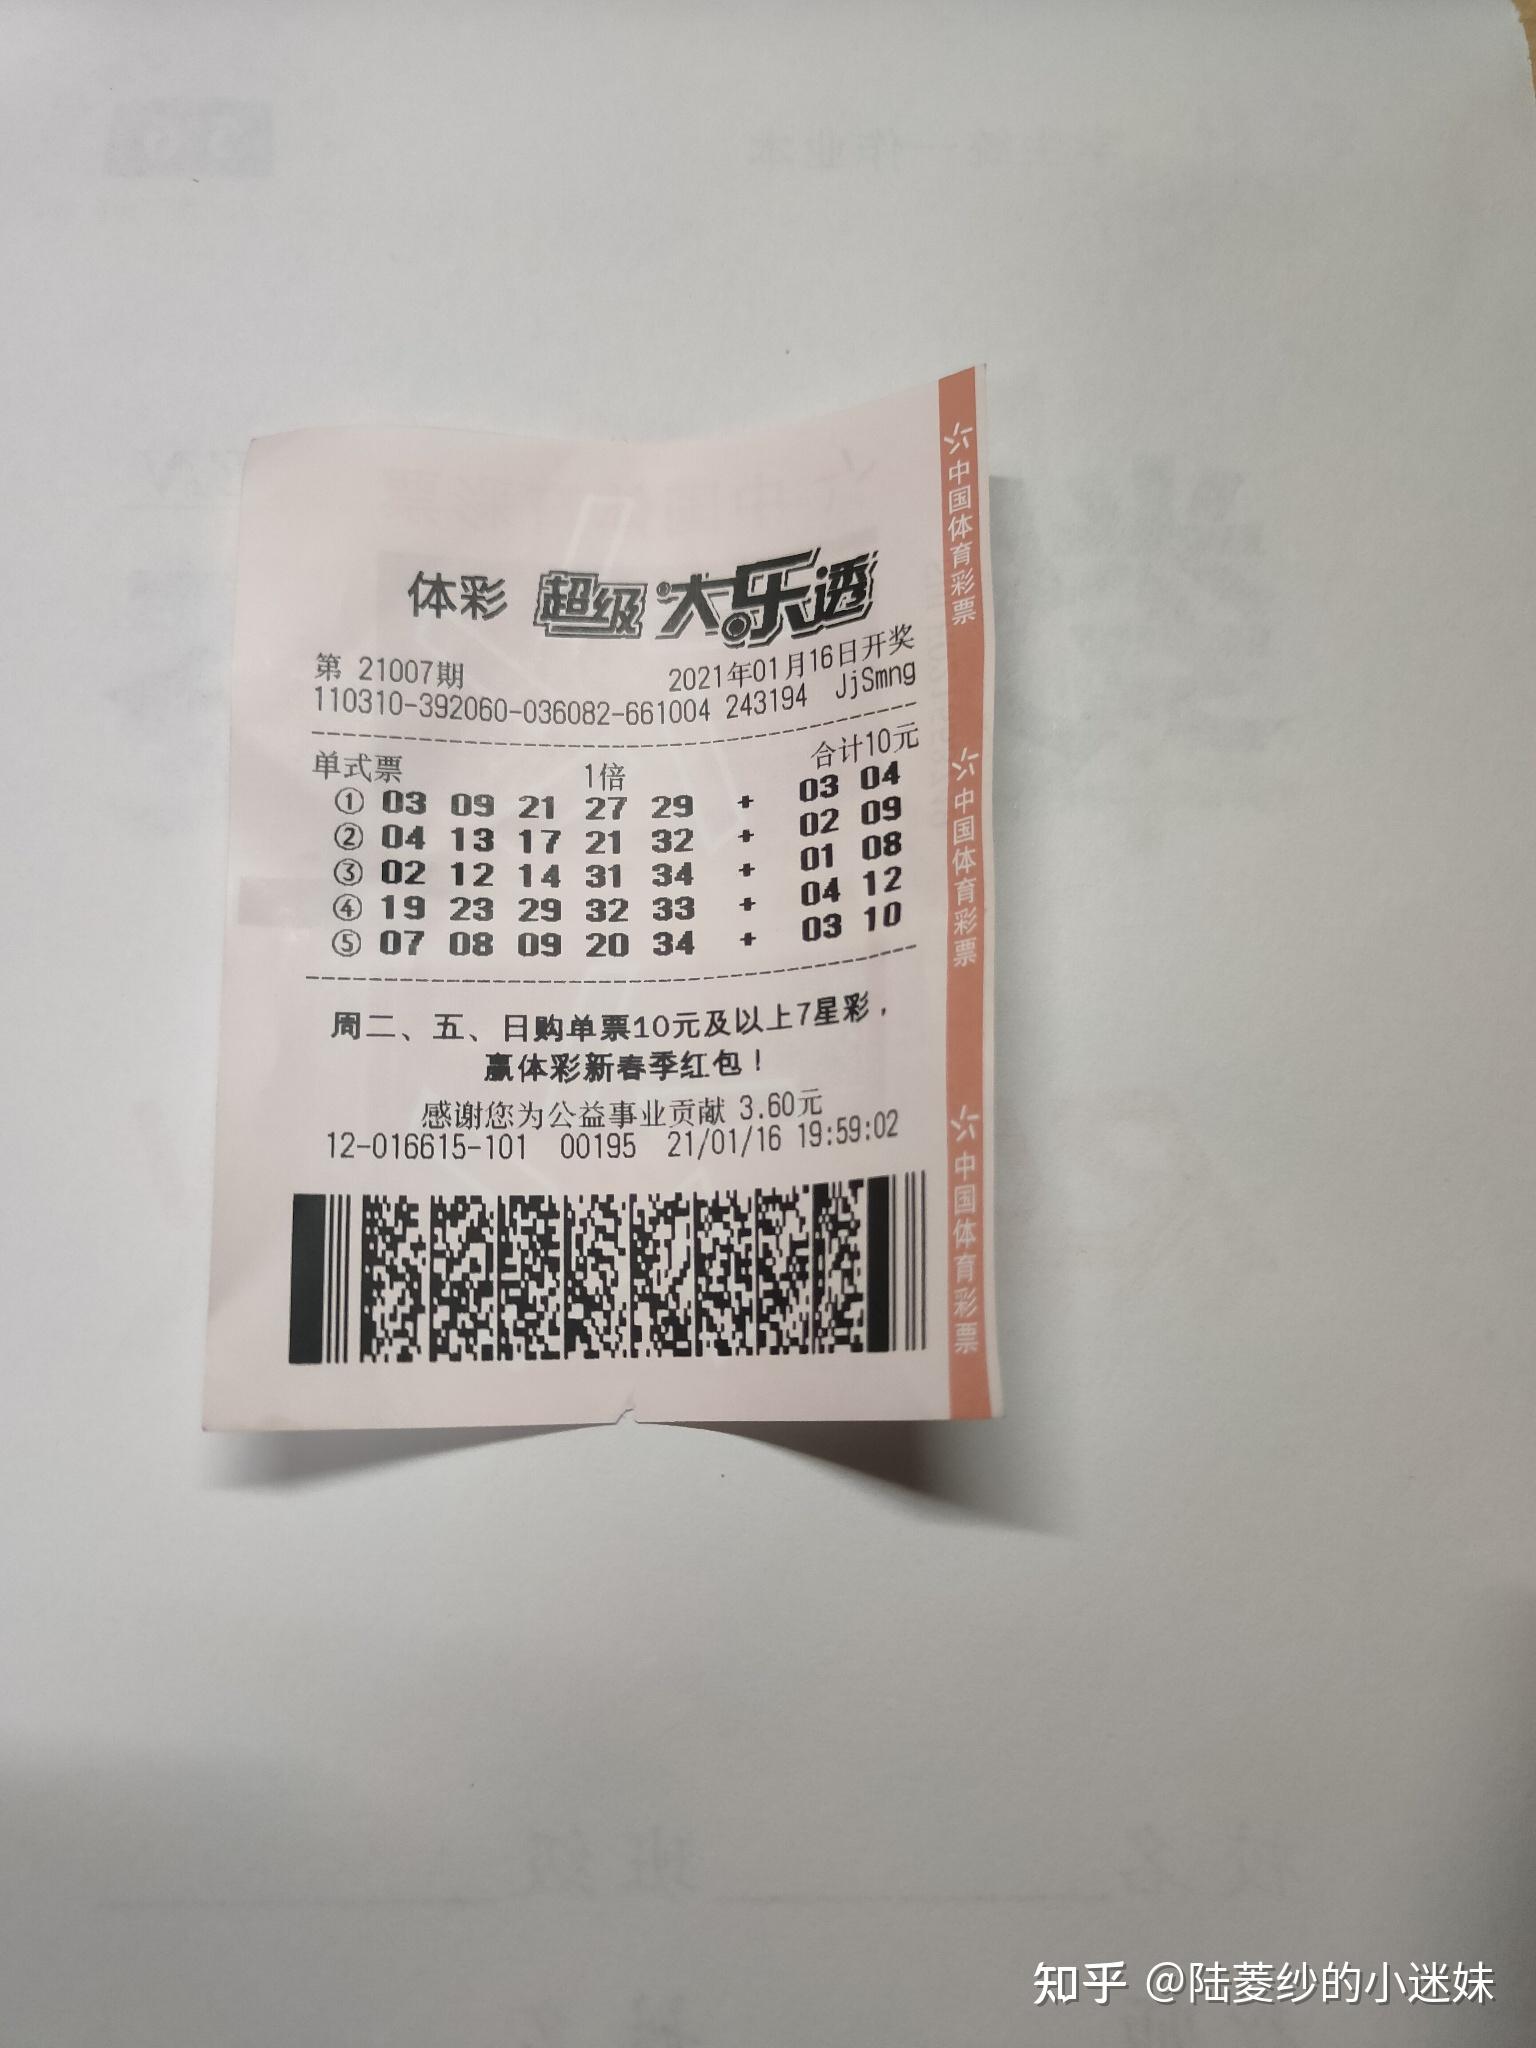 体彩 超级大乐透
第 21007期 2021年01月16日开奖
110310-392060-036082-661004 243194 JjSmng
单式票 1倍 合计10元
① 03 09 21 27 29 + 03 04
② 04 13 17 21 32 + 02 09
③ 02 12 14 31 34 + 01 08
④ 19 23 29 32 33 + 04 12
⑤ 07 08 09 20 34 + 03 10
周二、五、日购单票10元及以上7星彩，
赢体彩新春季红包！
感谢您为公益事业贡献 3.60元
12-016615-101 00195 21/01/16 19:59:02
中国体育彩票
中国体育彩票
中国体育彩票
知乎 @陆菱纱的小迷妹